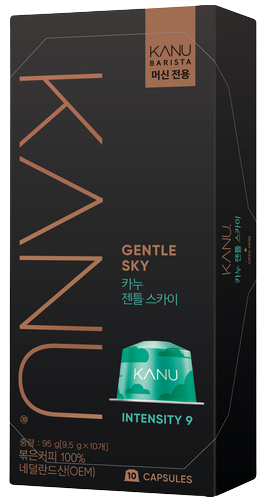 KANU
BARISTA
머신 전용
KANU®
GENTLE
SKY
카누
젠틀 스카이
KANU
INTENSITY 9
중량 : 95 g[9.5 g×10개]
볶은커피 100%
네덜란드산(OEM)
10 CAPSULES
KANU
카누 젠틀 스카이